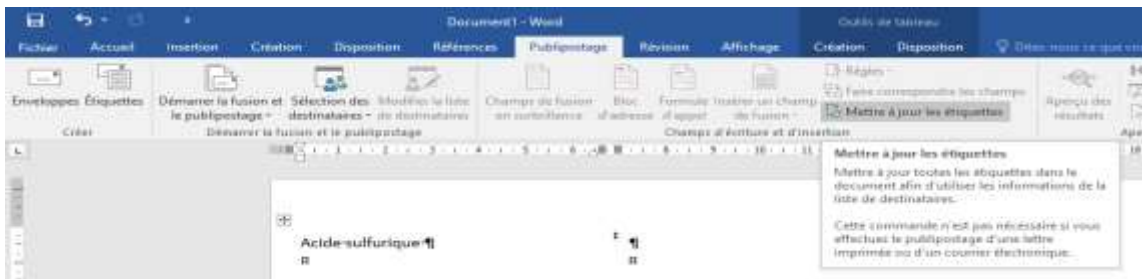 Document1 - Word
Outils de tableau
Fichier Accueil Insertion Création Disposition Références Publipostage Révision Affichage Création Disposition Dites-nous ce que
Enveloppes Étiquettes Démarrer la fusion et le publipostage Sélection des destinataires Modifier la liste de destinataires Champs de fusion en surbrillance Bloc d'adresse Formule d'appel Insérer un champ de fusion
Règles
Faire correspondre les champs
Mettre à jour les étiquettes
Aperçu des résultats
Créer Démarrer la fusion et le publipostage Champs d'écriture et d'insertion
Mettre à jour les étiquettes
Mettre à jour toutes les étiquettes dans le
document afin d'utiliser les informations de la
liste de destinataires.
Cette commande n'est pas nécessaire si vous
effectuez le publipostage d'une lettre
imprimée ou d'un courrier électronique.
Acide·sulfurique·¶